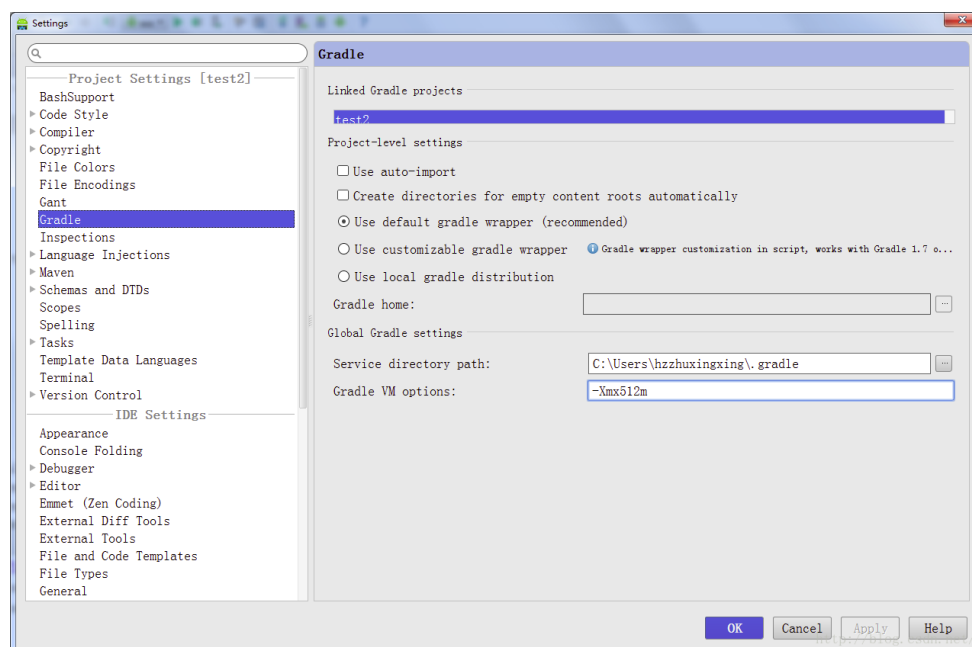 Settings
Gradle
Project Settings [test2]
BashSupport
Code Style
Compiler
Copyright
File Colors
File Encodings
Gant
Gradle
Inspections
Language Injections
Maven
Schemas and DTDs
Scopes
Spelling
Tasks
Template Data Languages
Terminal
Version Control
IDE Settings
Appearance
Console Folding
Debugger
Editor
Emmet (Zen Coding)
External Diff Tools
External Tools
File and Code Templates
File Types
General
Linked Gradle projects
test2
Project-level settings
Use auto-import
Create directories for empty content roots automatically
Use default gradle wrapper (recommended)
Use customizable gradle wrapper Gradle wrapper customization in script, works with Gradle 1.7 o...
Use local gradle distribution
Gradle home:
Global Gradle settings
Service directory path: C:\Users\hzzhuxingxing\.gradle
Gradle VM options: -Xmx512m
OK Cancel Apply Help